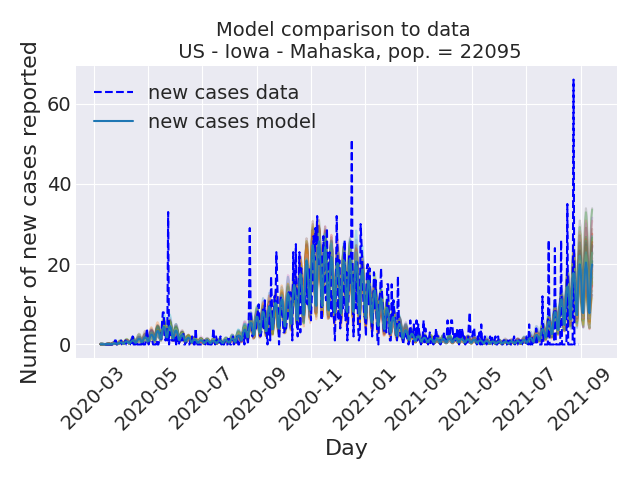 Model comparison to data
US - Iowa - Mahaska, pop. = 22095
Number of new cases reported
60
40
20
0
new cases data
new cases model
2020-03
2020-05
2020-07
2020-09
2020-11
2021-01
2021-03
2021-05
2021-07
2021-09
Day